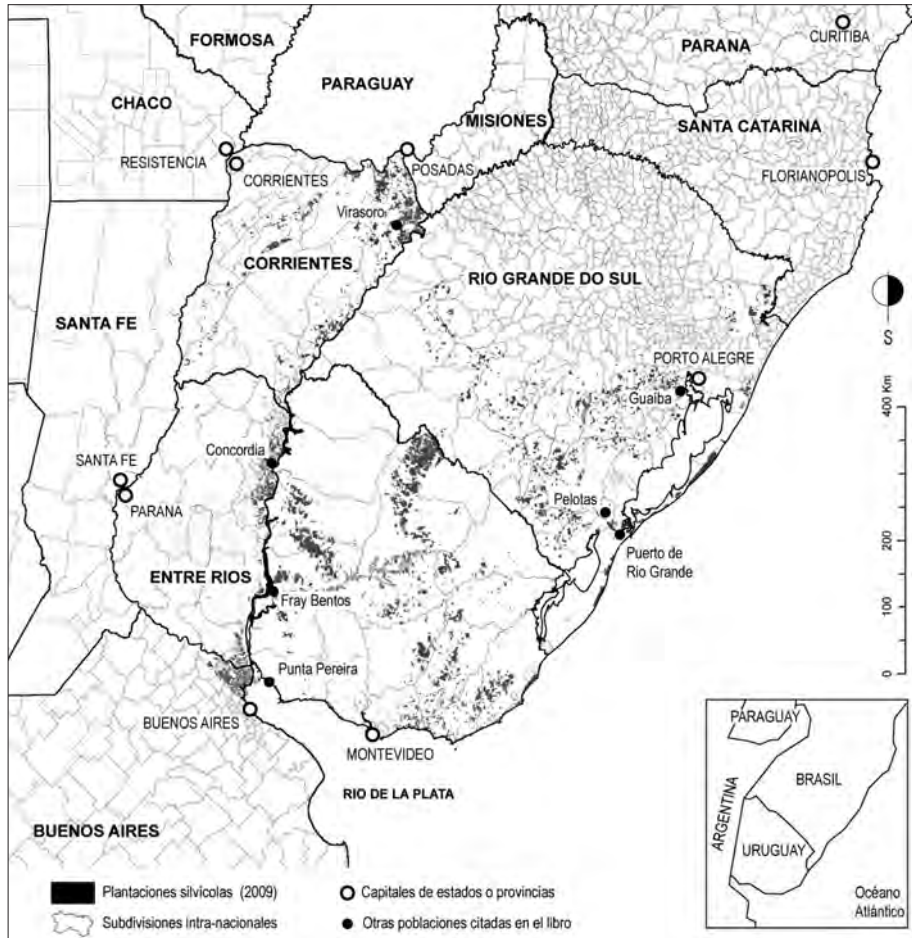 FORMOSA
PARANA
CURITIBA
PARAGUAY
CHACO
MISIONES
SANTA CATARINA
RESISTENCIA
CORRIENTES
POSADAS
FLORIANOPOLIS
Virasoro
CORRIENTES
RIO GRANDE DO SUL
S
SANTA FE
PORTO ALEGRE
Guaiba
400 Km
Concordia
SANTA FE
PARANA
Pelotas
200
Puerto de
Rio Grande
ENTRE RIOS
Fray Bentos
100
Punta Pereira
0
BUENOS AIRES
MONTEVIDEO
RIO DE LA PLATA
BUENOS AIRES
PARAGUAY
BRASIL
ARGENTINA
URUGUAY
Océano
Atlántico
Plantaciones silvícolas (2009)
Capitales de estados o provincias
Subdivisiones intra-nacionales
Otras poblaciones citadas en el libro